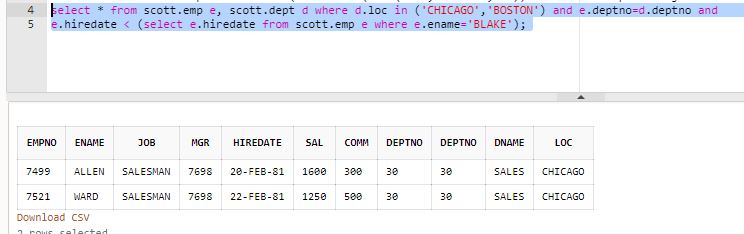 4 select * from scott.emp e, scott.dept d where d.loc in ('CHICAGO','BOSTON') and e.deptno=d.deptno and
5 e.hiredate < (select e.hiredate from scott.emp e where e.ename='BLAKE');
EMPNO ENAME JOB MGR HIREDATE SAL COMM DEPTNO DEPTNO DNAME LOC
7499 ALLEN SALESMAN 7698 20-FEB-81 1600 300 30 30 SALES CHICAGO
7521 WARD SALESMAN 7698 22-FEB-81 1250 500 30 30 SALES CHICAGO
Download CSV
2 rows selected